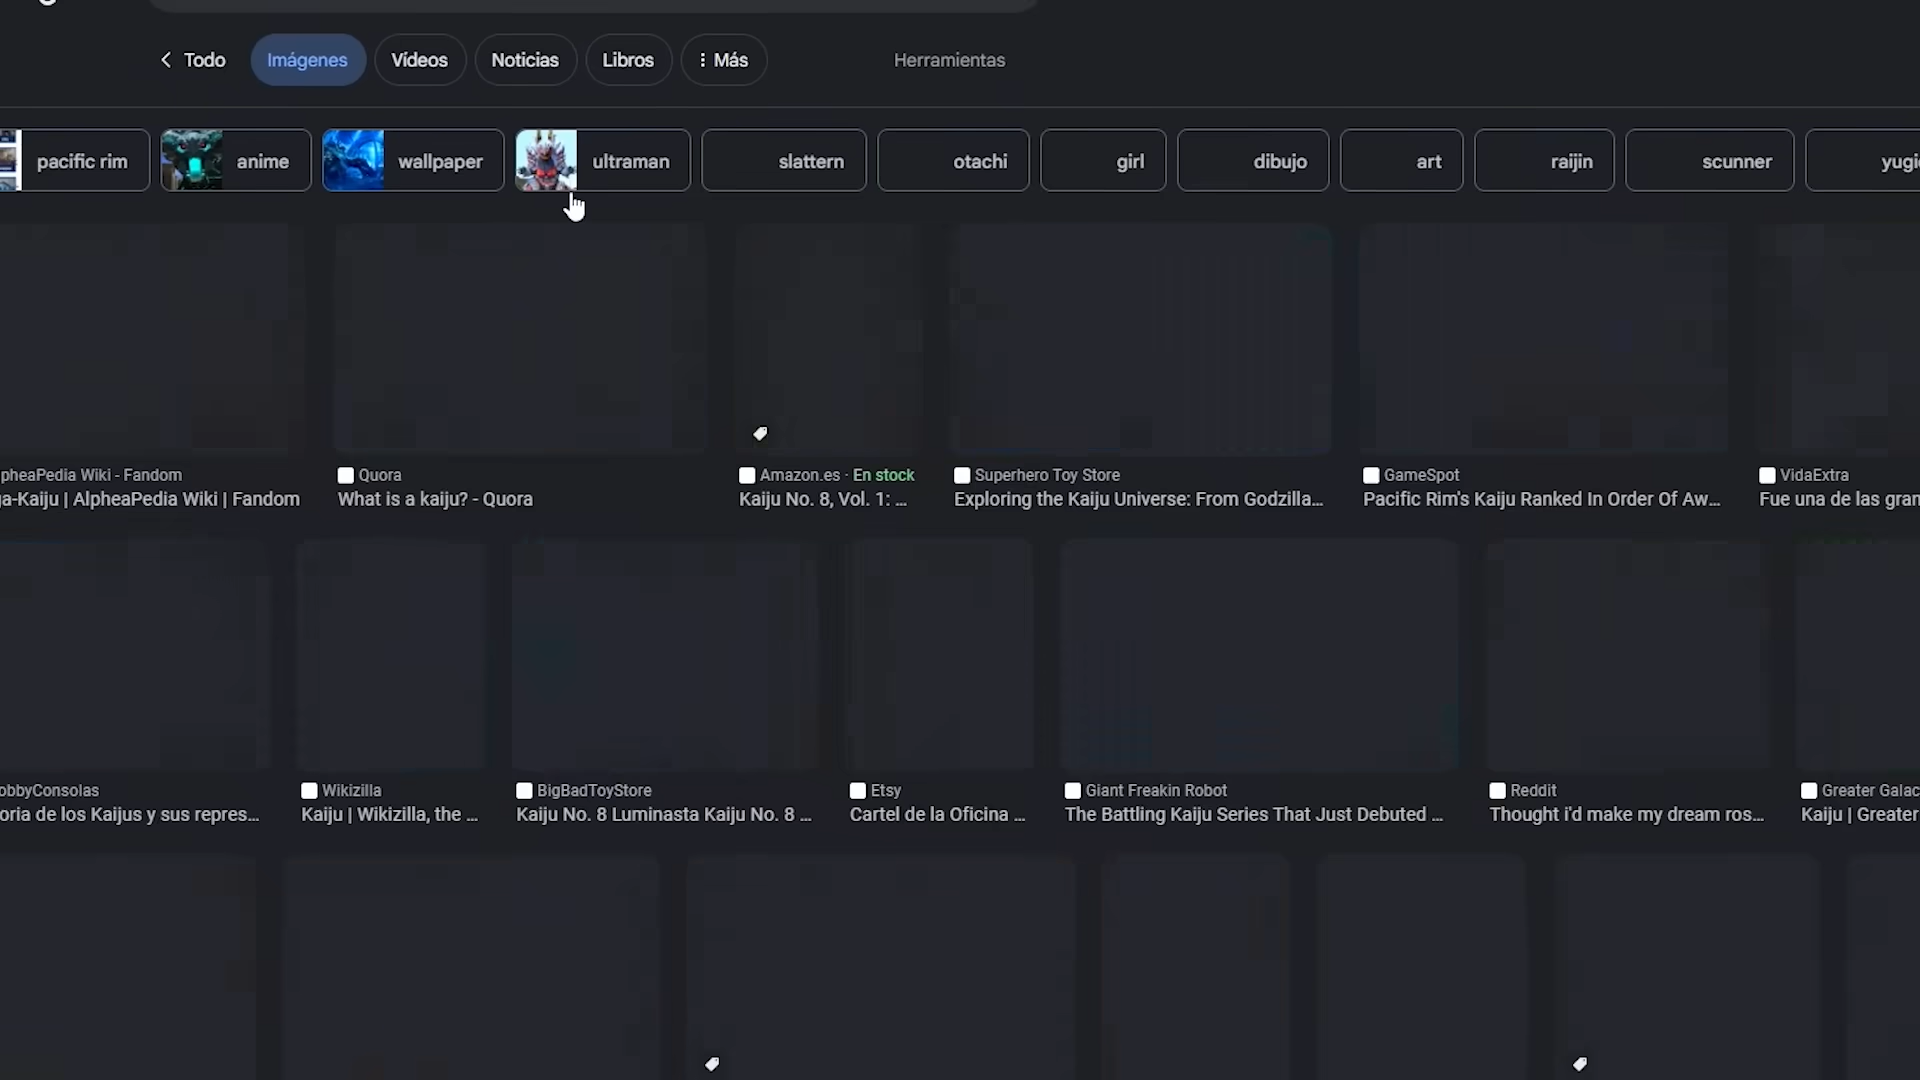 Todo Imágenes Vídeos Noticias Libros Más Herramientas
pacific rim anime wallpaper ultraman slattern otachi girl dibujo art raijin scunner
pheaPedia Wiki - Fandom
a-Kaiju | AlpheaPedia Wiki | Fandom
Quora
What is a kaiju? - Quora
Amazon.es · En stock
Kaiju No. 8, Vol. 1: ...
Superhero Toy Store
Exploring the Kaiju Universe: From Godzilla...
GameSpot
Pacific Rim's Kaiju Ranked In Order Of Aw...
VidaExtra
Fue una de las gran
obbyConsolas
oria de los Kaijus y sus repres...
Wikizilla
Kaiju | Wikizilla, the ...
BigBadToyStore
Kaiju No. 8 Luminasta Kaiju No. 8 ...
Etsy
Cartel de la Oficina ...
Giant Freakin Robot
The Battling Kaiju Series That Just Debuted ...
Reddit
Thought i'd make my dream ros...
Greater Galac
Kaiju | Greater